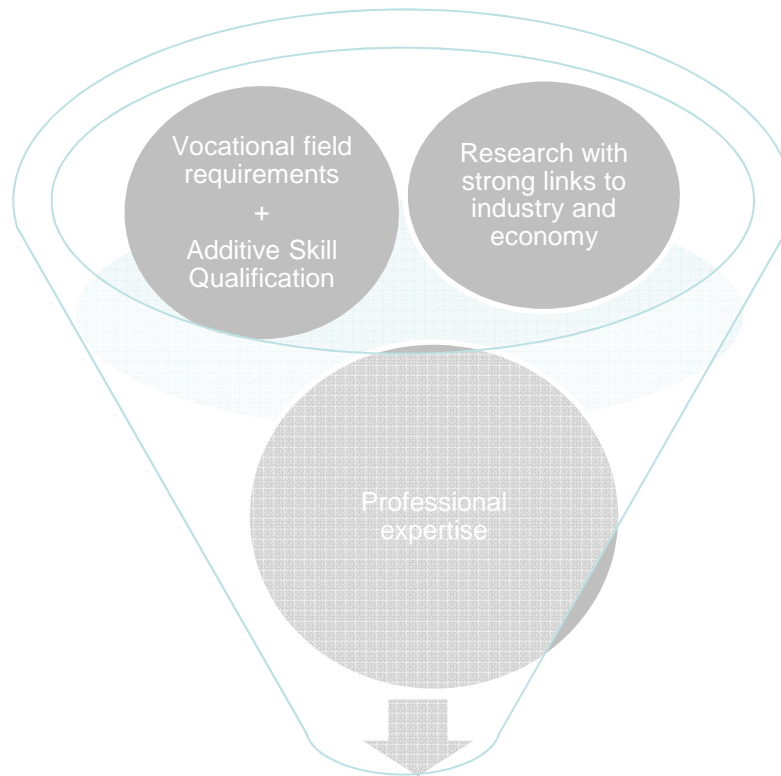 Vocational field
requirements
+
Additive Skill
Qualification
Research with
strong links to
industry and
economy
Professional
expertise